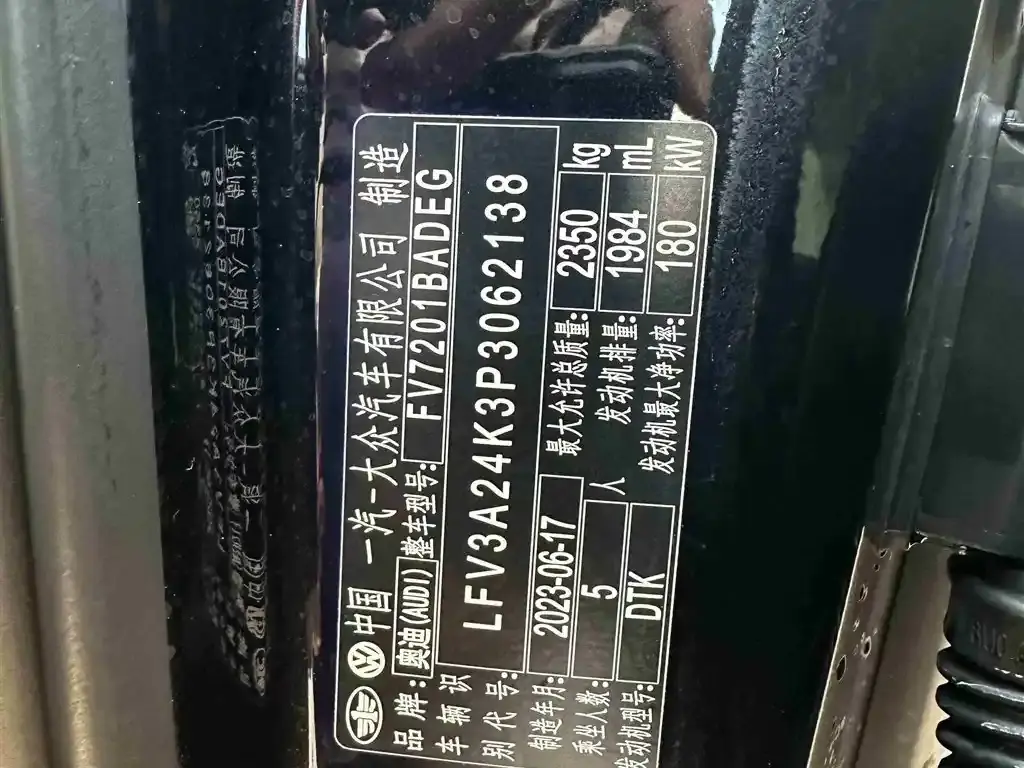 中国 一汽-大众汽车有限公司 制造
品牌: 奥迪(AUDI) 整车型号: FV7201BADEG
车辆识别代号: LFV3A24K3P3062138
制造年月: 2023-06-17 最大允许总质量: 2350 kg
乘坐人数: 5 人 发动机排量: 1984 mL
发动机型号: DTK 发动机最大净功率: 180 kW